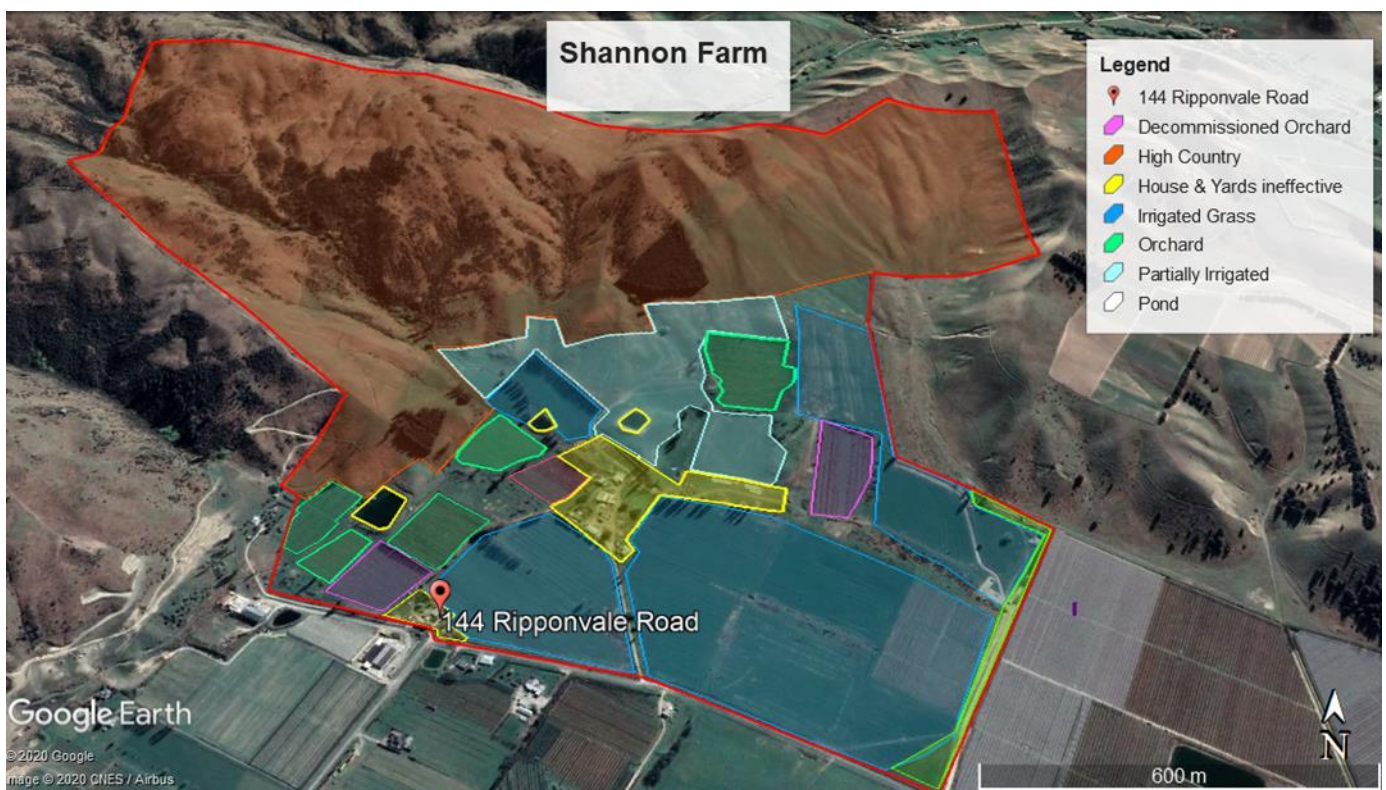 Shannon Farm
Legend
144 Ripponvale Road
Decommissioned Orchard
High Country
House & Yards ineffective
Irrigated Grass
Orchard
Partially Irrigated
Pond
144 Ripponvale Road
I
Google Earth
© 2020 Google
mage © 2020 CNES / Airbus
N
600 m